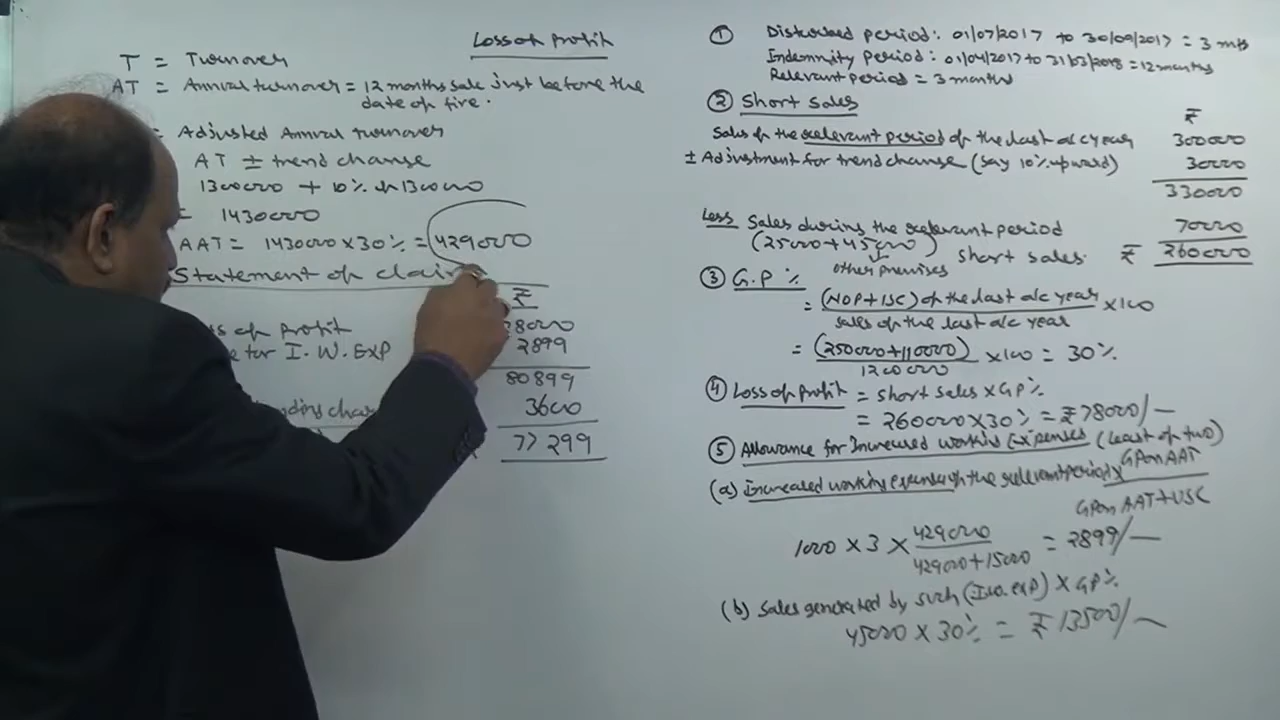 Loss of Profit
T = Turnover
AT = Annual turnover = 12 months sale just before the
date of fire.
= Adjusted Annual turnover
AT ± trend change
1300000 + 10% on 1300000
= 1430000
AAT = 1430000 × 30% = 429000
Statement of clai
₹
s of Profit
8000
e for I. W. Exp
2899
80899
3600
77299
① Disturbed period: 01/07/2017 to 30/09/2017 = 3 mths
Indemnity Period: 01/04/2017 to 31/03/2018 = 12 months
Relevant period = 3 months
② Short Sales
₹
Sales of the relevant period of the last a/c year 300000
± Adjustment for trend change (say 10% upward) 30000
330000
Less Sales during the relevant period 70000
(25000 + 45000)
other premises
short sales. ₹ 260000
③ G.P %
= (NOP + ISC) of the last a/c year × 100
sales of the last a/c year
= (250000 + 110000) × 100 = 30%
1200000
④ Loss of profit = short sales × GP%
= 260000 × 30% = ₹ 78000/—
⑤ Allowance for Increased working Expenses (Least of two)
(a) Increased working expenses of the relevant period × GP on AAT
GP on AAT + USC
1000 × 3 × 429000 = 2899/—
429000 + 15000
(b) Sales generated by such (I.w. exp) × GP%
45000 × 30% = ₹ 13500/—